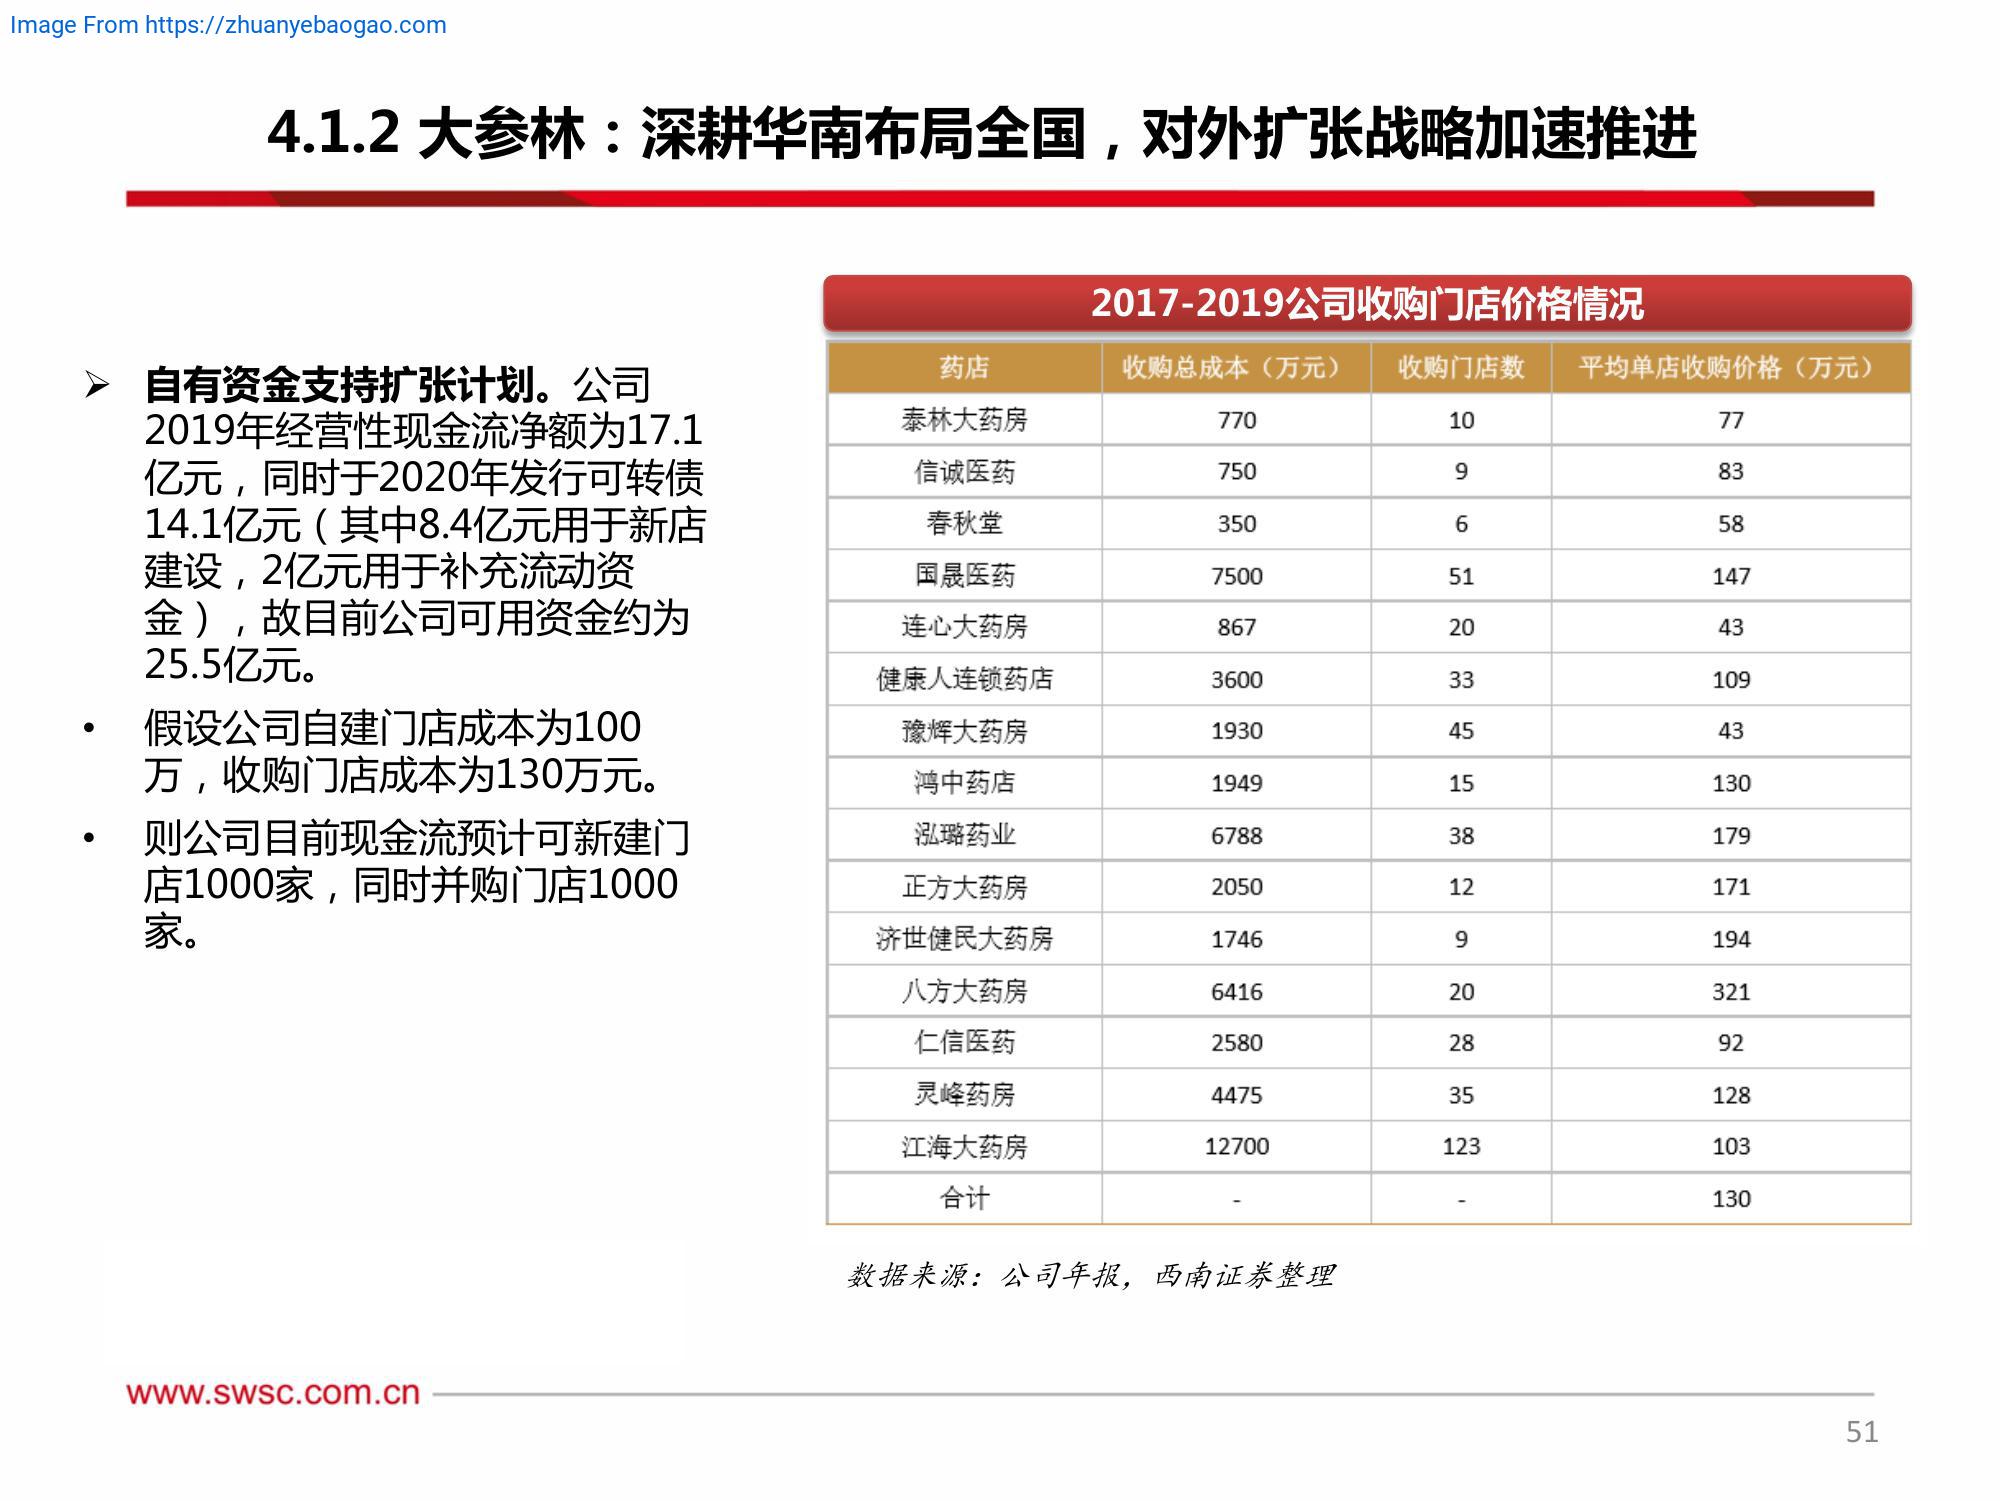 Image From https://zhuanyebaogao.com
4.1.2 大参林：深耕华南布局全国，对外扩张战略加速推进
➢ 自有资金支持扩张计划。公司
2019年经营性现金流净额为17.1
亿元，同时于2020年发行可转债
14.1亿元（其中8.4亿元用于新店
建设，2亿元用于补充流动资
金），故目前公司可用资金约为
25.5亿元。
• 假设公司自建门店成本为100
万，收购门店成本为130万元。
• 则公司目前现金流预计可新建门
店1000家，同时并购门店1000
家。
2017-2019公司收购门店价格情况
药店 收购总成本（万元） 收购门店数 平均单店收购价格（万元）
泰林大药房 770 10 77
信诚医药 750 9 83
春秋堂 350 6 58
国晟医药 7500 51 147
连心大药房 867 20 43
健康人连锁药店 3600 33 109
豫辉大药房 1930 45 43
鸿中药店 1949 15 130
泓璐药业 6788 38 179
正方大药房 2050 12 171
济世健民大药房 1746 9 194
八方大药房 6416 20 321
仁信医药 2580 28 92
灵峰药房 4475 35 128
江海大药房 12700 123 103
合计 - - 130
数据来源：公司年报，西南证券整理
www.swsc.com.cn
51